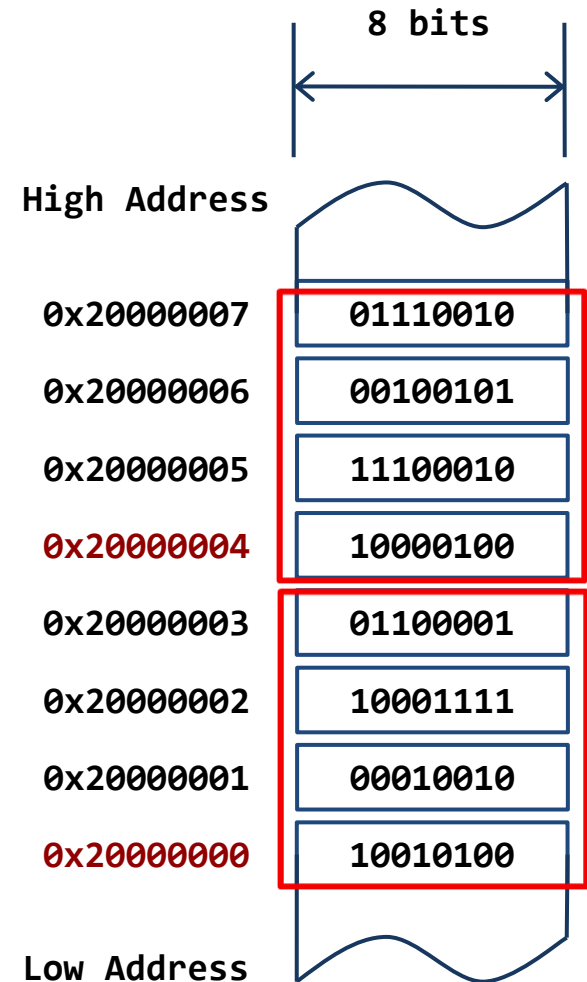 8 bits
High Address
0x20000007 01110010
0x20000006 00100101
0x20000005 11100010
0x20000004 10000100
0x20000003 01100001
0x20000002 10001111
0x20000001 00010010
0x20000000 10010100
Low Address